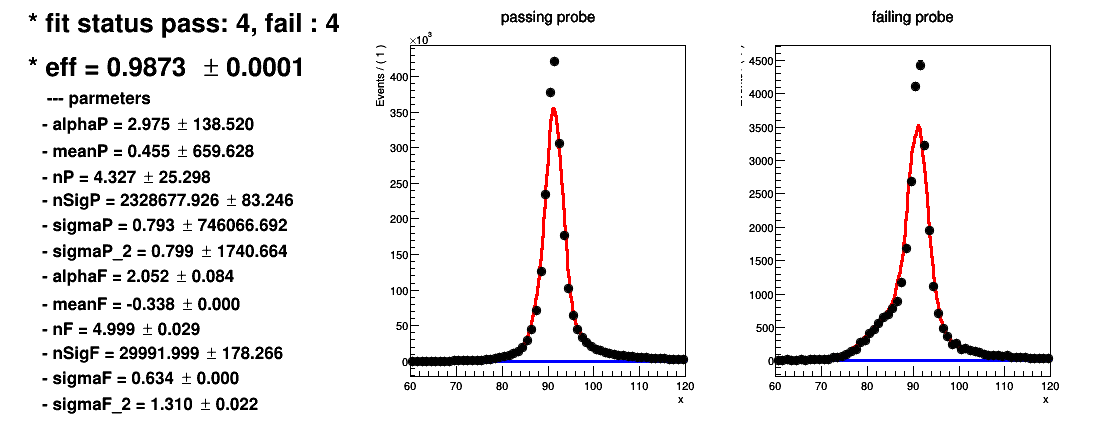 * fit status pass: 4, fail : 4
* eff = 0.9873 ± 0.0001
--- parmeters
- alphaP = 2.975 ± 138.520
- meanP = 0.455 ± 659.628
- nP = 4.327 ± 25.298
- nSigP = 2328677.926 ± 83.246
- sigmaP = 0.793 ± 746066.692
- sigmaP_2 = 0.799 ± 1740.664
- alphaF = 2.052 ± 0.084
- meanF = -0.338 ± 0.000
- nF = 4.999 ± 0.029
- nSigF = 29991.999 ± 178.266
- sigmaF = 0.634 ± 0.000
- sigmaF_2 = 1.310 ± 0.022
passing probe
×10³
Events / ( 1 )
400
350
300
250
200
150
100
50
0
60 70 80 90 100 110 120
x
failing probe
4500
4000
3500
3000
2500
2000
1500
1000
500
0
60 70 80 90 100 110 120
x